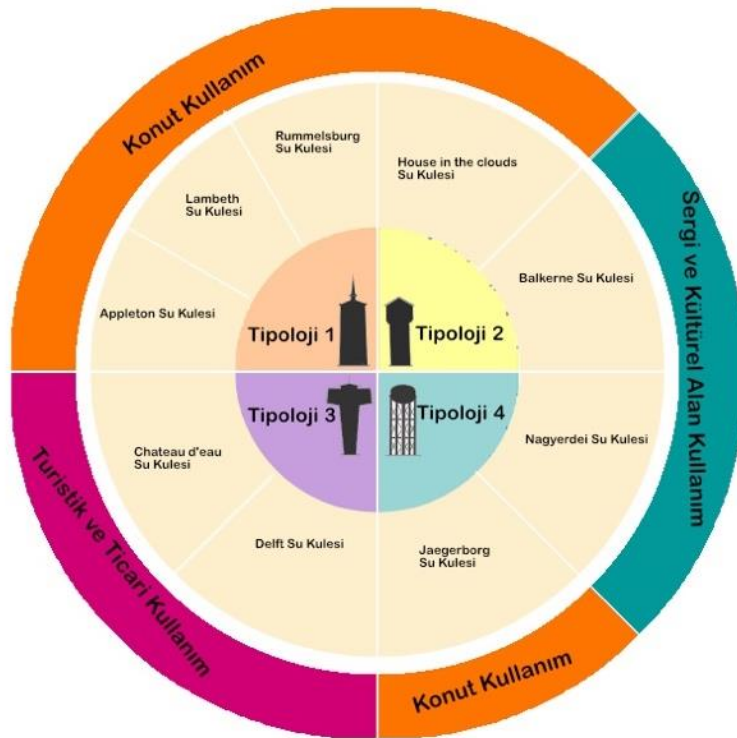 Konut Kullanım
Rummelsburg
Su Kulesi
House in the clouds
Su Kulesi
Lambeth
Su Kulesi
Appleton Su Kulesi
Balkerne Su Kulesi
Sergi ve Kültürel Alan Kullanım
Tipoloji 1
Tipoloji 2
Tipoloji 3
Tipoloji 4
Chateau d'eau
Su Kulesi
Nagyerdei Su Kulesi
Delft Su Kulesi
Jaegerborg
Su Kulesi
Turistik ve Ticari Kullanım
Konut Kullanım